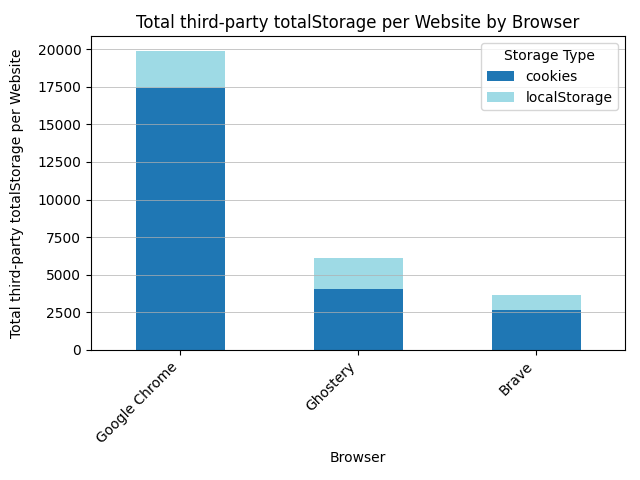 Total third-party totalStorage per Website by Browser
Total third-party totalStorage per Website
20000
17500
15000
12500
10000
7500
5000
2500
0
Storage Type
cookies
localStorage
Google Chrome
Ghostery
Brave
Browser